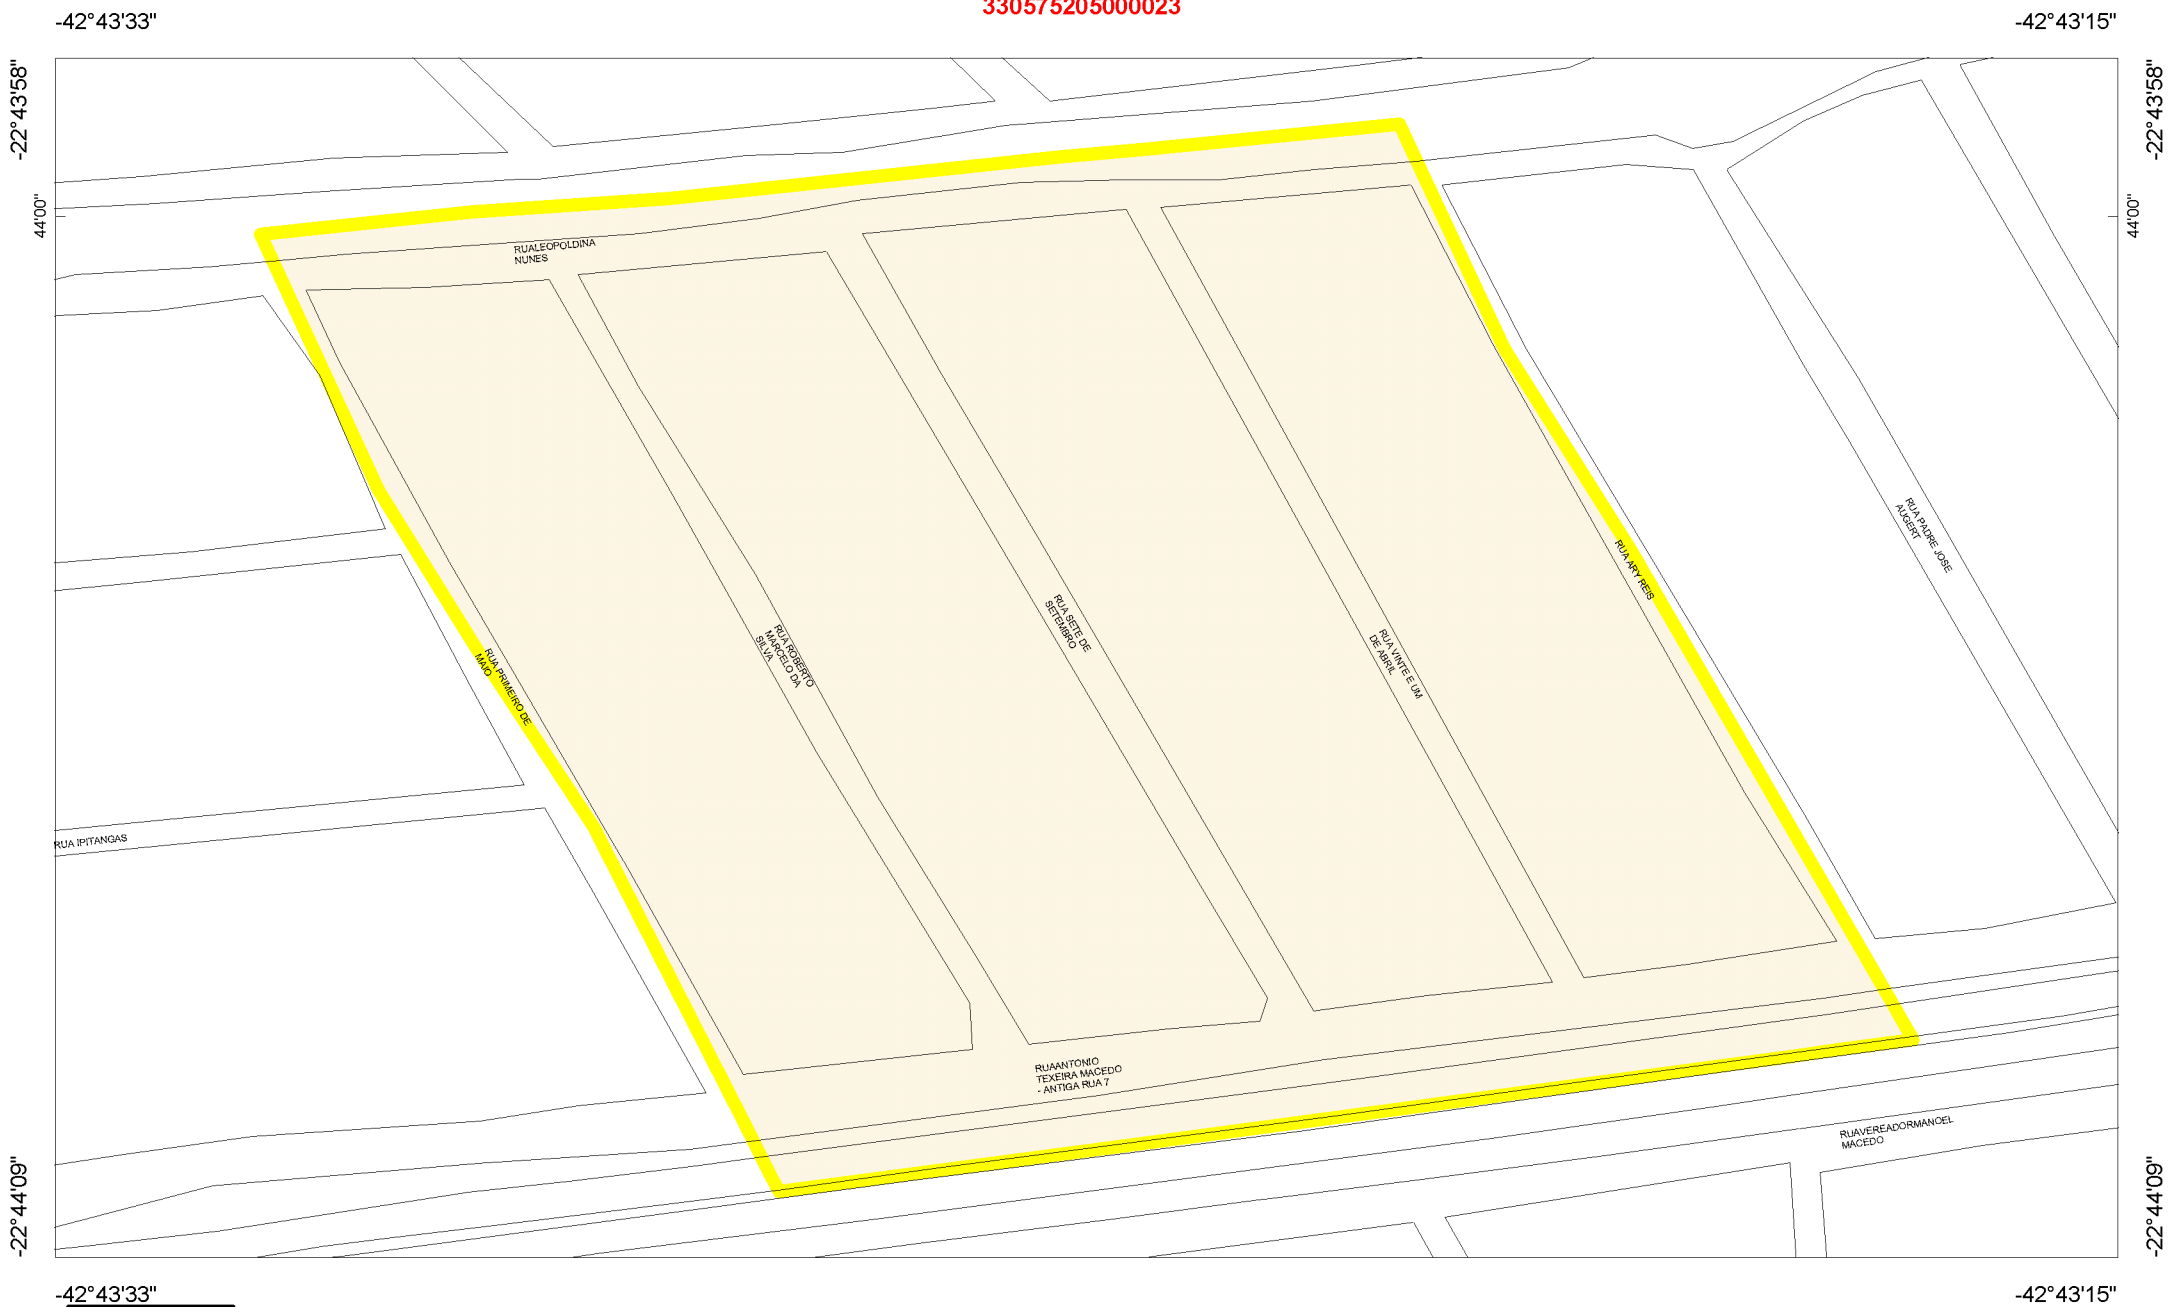 330575205000023
-42°43'33"
-42°43'15"
-22°43'58"
-22°43'58"
44'00"
44'00"
RUALEOPOLDINA
NUNES
RUA PADRE JOSE
AUGERT
RUA ARY REIS
RUA SETE DE
SETEMBRO
RUA ROBERTO
MARCELO DA
SILVA
RUA VINTE E UM
DE ABRIL
RUA PRIMEIRO DE
MAIO
RUA IPITANGAS
RUAANTONIO
TEXEIRA MACEDO
- ANTIGA RUA 7
RUAVEREADORMANOEL
MACEDO
-22°44'09"
-22°44'09"
-42°43'33"
-42°43'15"